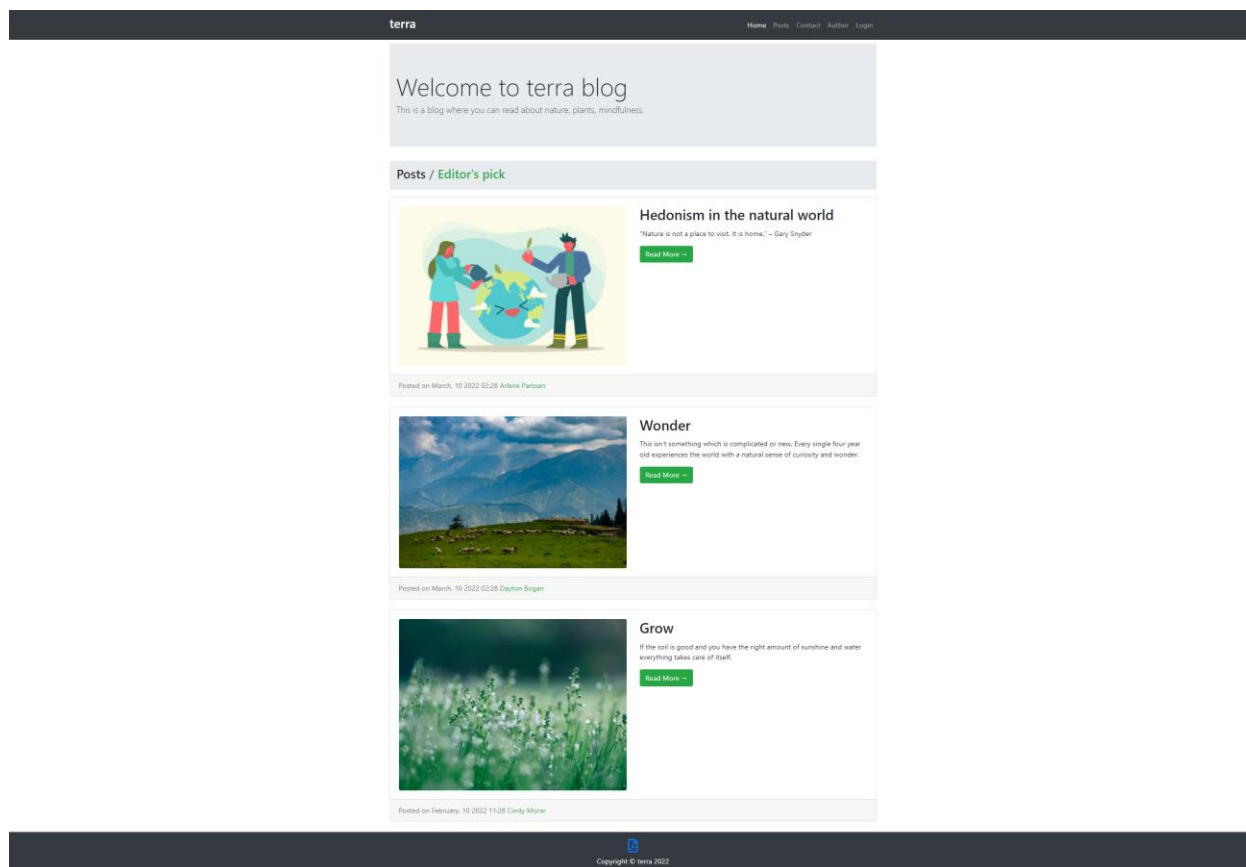 terra
Home Posts Contact Author Login
Welcome to terra blog
This is a blog where you can read about nature, plants, mindfulness.
Posts / Editor's pick
Hedonism in the natural world
"Nature is not a place to visit. It is home." – Gary Snyder
Read More →
Posted on March, 10 2022 02:28 Arlene Parisian
Wonder
This isn't something which is complicated or new. Every single four year
old experiences the world with a natural sense of curiosity and wonder.
Read More →
Posted on March, 10 2022 02:28 Dayton Bogan
Grow
If the soil is good and you have the right amount of sunshine and water
everything takes care of itself.
Read More →
Posted on February, 10 2022 11:28 Cindy Morar
Copyright © terra 2022